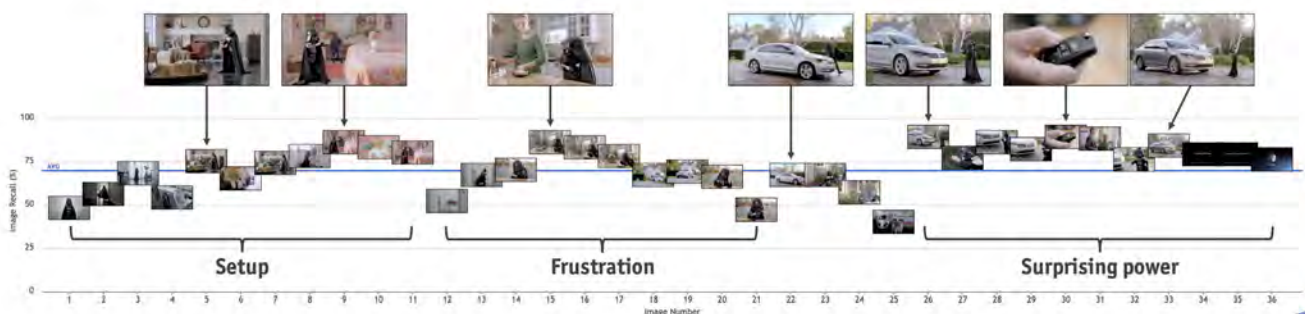 100
AVG
75
50
25
0
Image Recall (%)
Setup
Frustration
Surprising power
1 2 3 4 5 6 7 8 9 10 11 12 13 14 15 16 17 18 19 20 21 22 23 24 25 26 27 28 29 30 31 32 33 34 35 36
Image Number